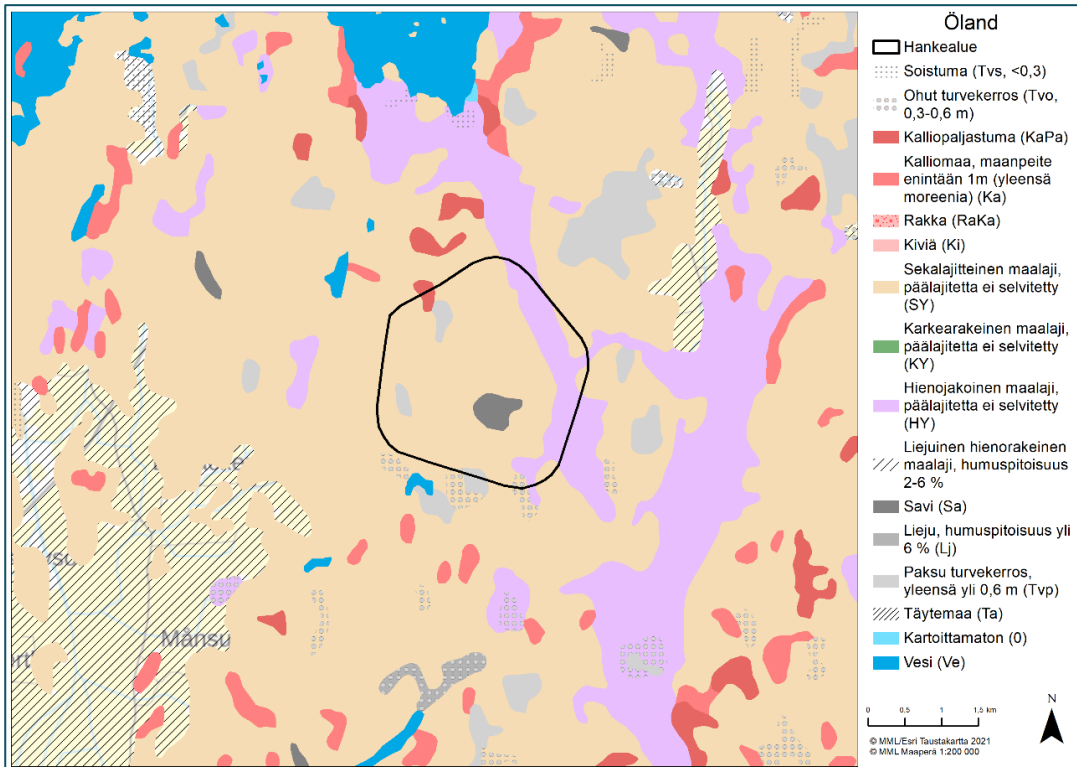 Öland
Hankealue
Soistuma (Tvs, <0,3)
Ohut turvekerros (Tvo,
0,3-0,6 m)
Kalliopaljastuma (KaPa)
Kalliomaa, maanpeite
enintään 1m (yleensä
moreenia) (Ka)
Rakka (RaKa)
Kiviä (Ki)
Sekalajitteinen maalaji,
päälajitetta ei selvitetty
(SY)
Karkearakeinen maalaji,
päälajitetta ei selvitetty
(KY)
Hienojakoinen maalaji,
päälajitetta ei selvitetty
(HY)
Liejuinen hienorakeinen
maalaji, humuspitoisuus
2-6 %
Savi (Sa)
Lieju, humuspitoisuus yli
6 % (Lj)
Paksu turvekerros,
yleensä yli 0,6 m (Tvp)
Täytemaa (Ta)
Kartoittamaton (0)
Vesi (Ve)
0 0,5 1 1,5 km
N
© MML/Esri Taustakartta 2021
© MML Maaperä 1:200 000
Månsu